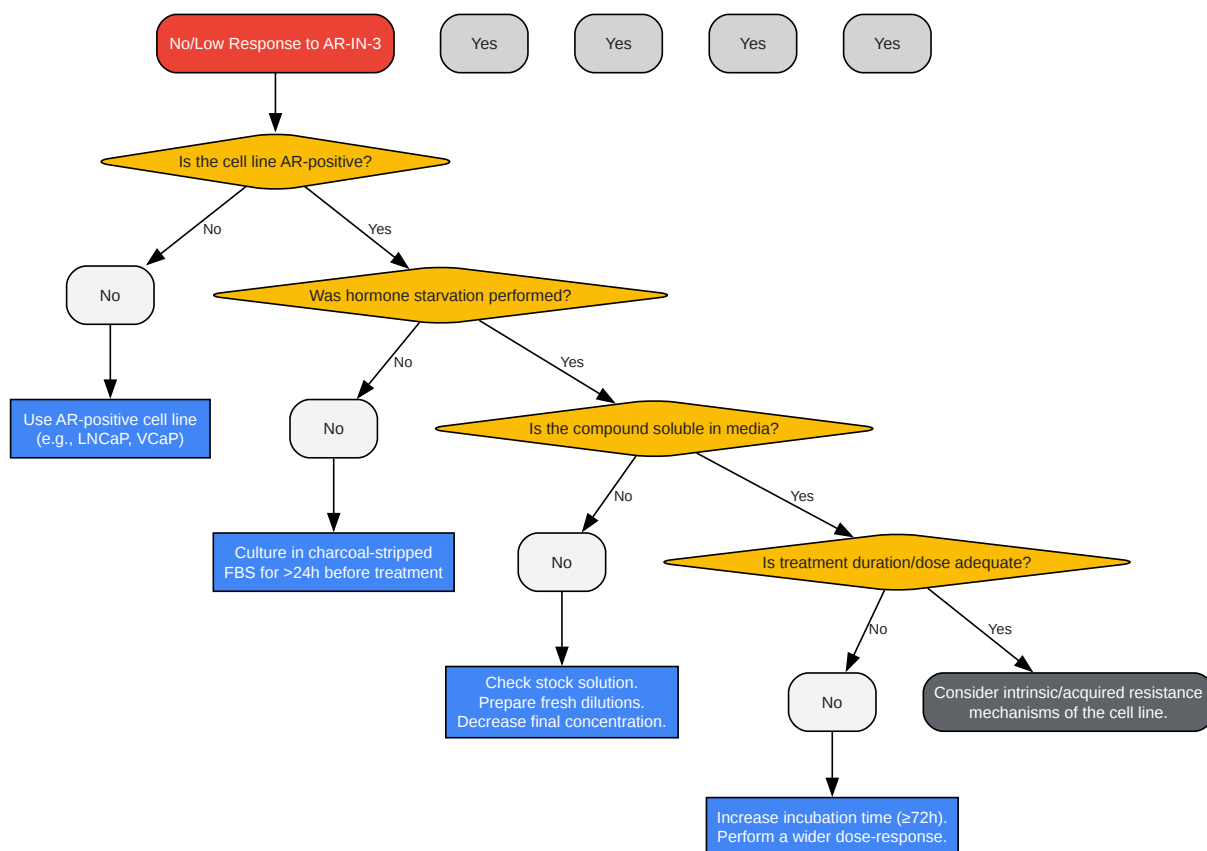 No/Low Response to AR-IN-3
Yes
Yes
Yes
Yes
Is the cell line AR-positive?
No
Yes
No
Was hormone starvation performed?
No
Yes
Use AR-positive cell line
(e.g., LNCaP, VCaP)
No
Is the compound soluble in media?
No
Yes
Culture in charcoal-stripped
FBS for >24h before treatment
No
Is treatment duration/dose adequate?
No
Yes
Check stock solution.
Prepare fresh dilutions.
Decrease final concentration.
No
Consider intrinsic/acquired resistance
mechanisms of the cell line.
Increase incubation time (≥72h).
Perform a wider dose-response.